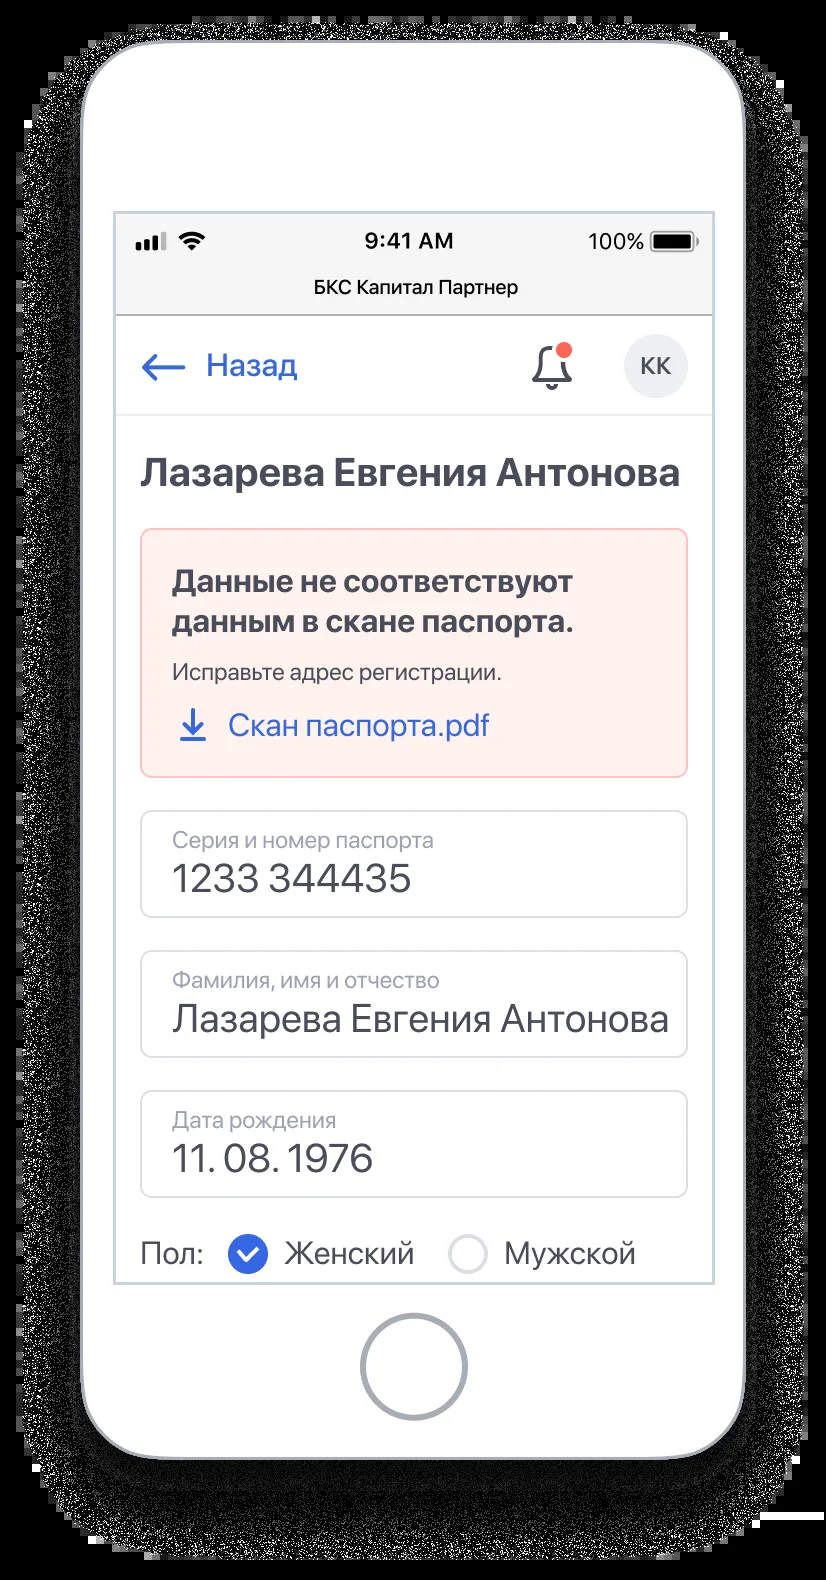 9:41 AM
100%
БКС Капитал Партнер
Назад
КК
Лазарева Евгения Антонова
Данные не соответствуют
данным в скане паспорта.
Исправьте адрес регистрации.
Скан паспорта.pdf
Серия и номер паспорта
1233 344435
Фамилия, имя и отчество
Лазарева Евгения Антонова
Дата рождения
11. 08. 1976
Пол: Женский Мужской